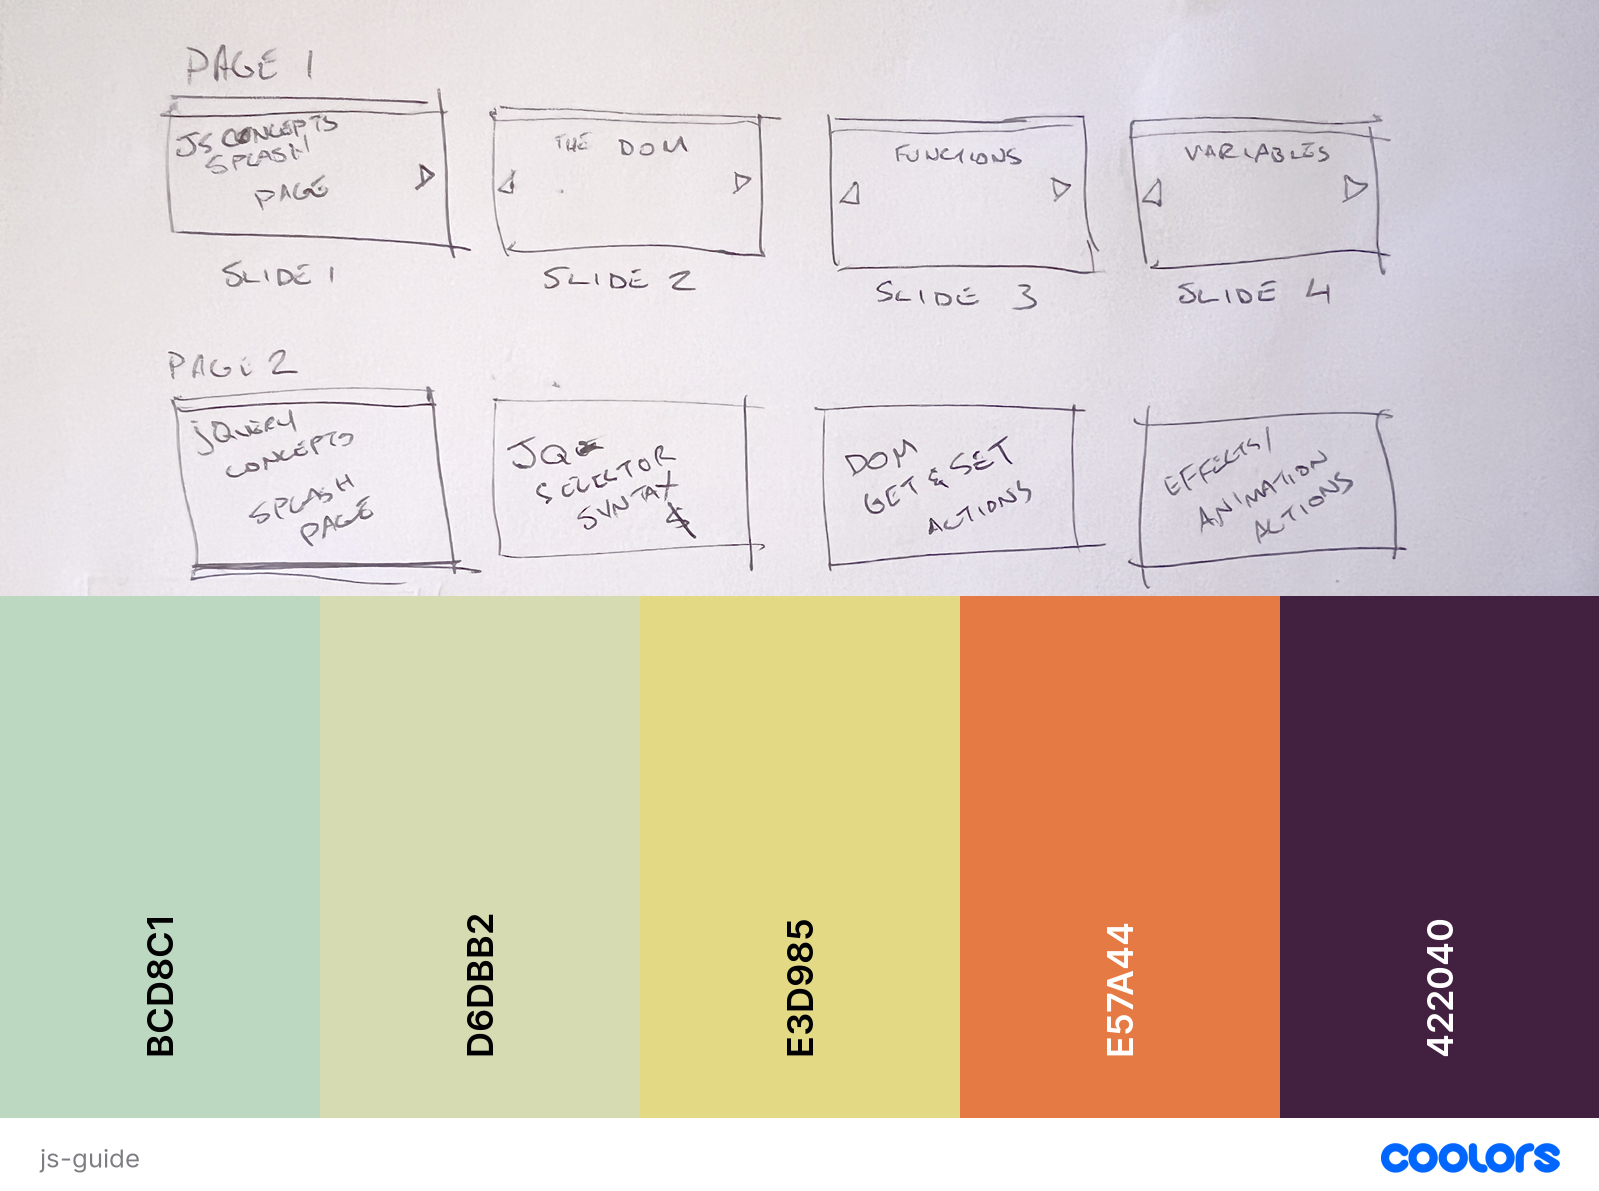 PAGE 1
JS CONCEPTS
SPLASH
PAGE
THE DOM
FUNCTIONS
VARIABLES
SLIDE 1
SLIDE 2
SLIDE 3
SLIDE 4
PAGE 2
jQUERY
CONCEPTS
SPLASH
PAGE
JQ
SELECTOR
SYNTAX
$
DOM
GET & SET
ACTIONS
EFFECTS/
ANIMATION
ACTIONS
BCD8C1
D6DBB2
E3D985
E57A44
422040
js-guide
coolors